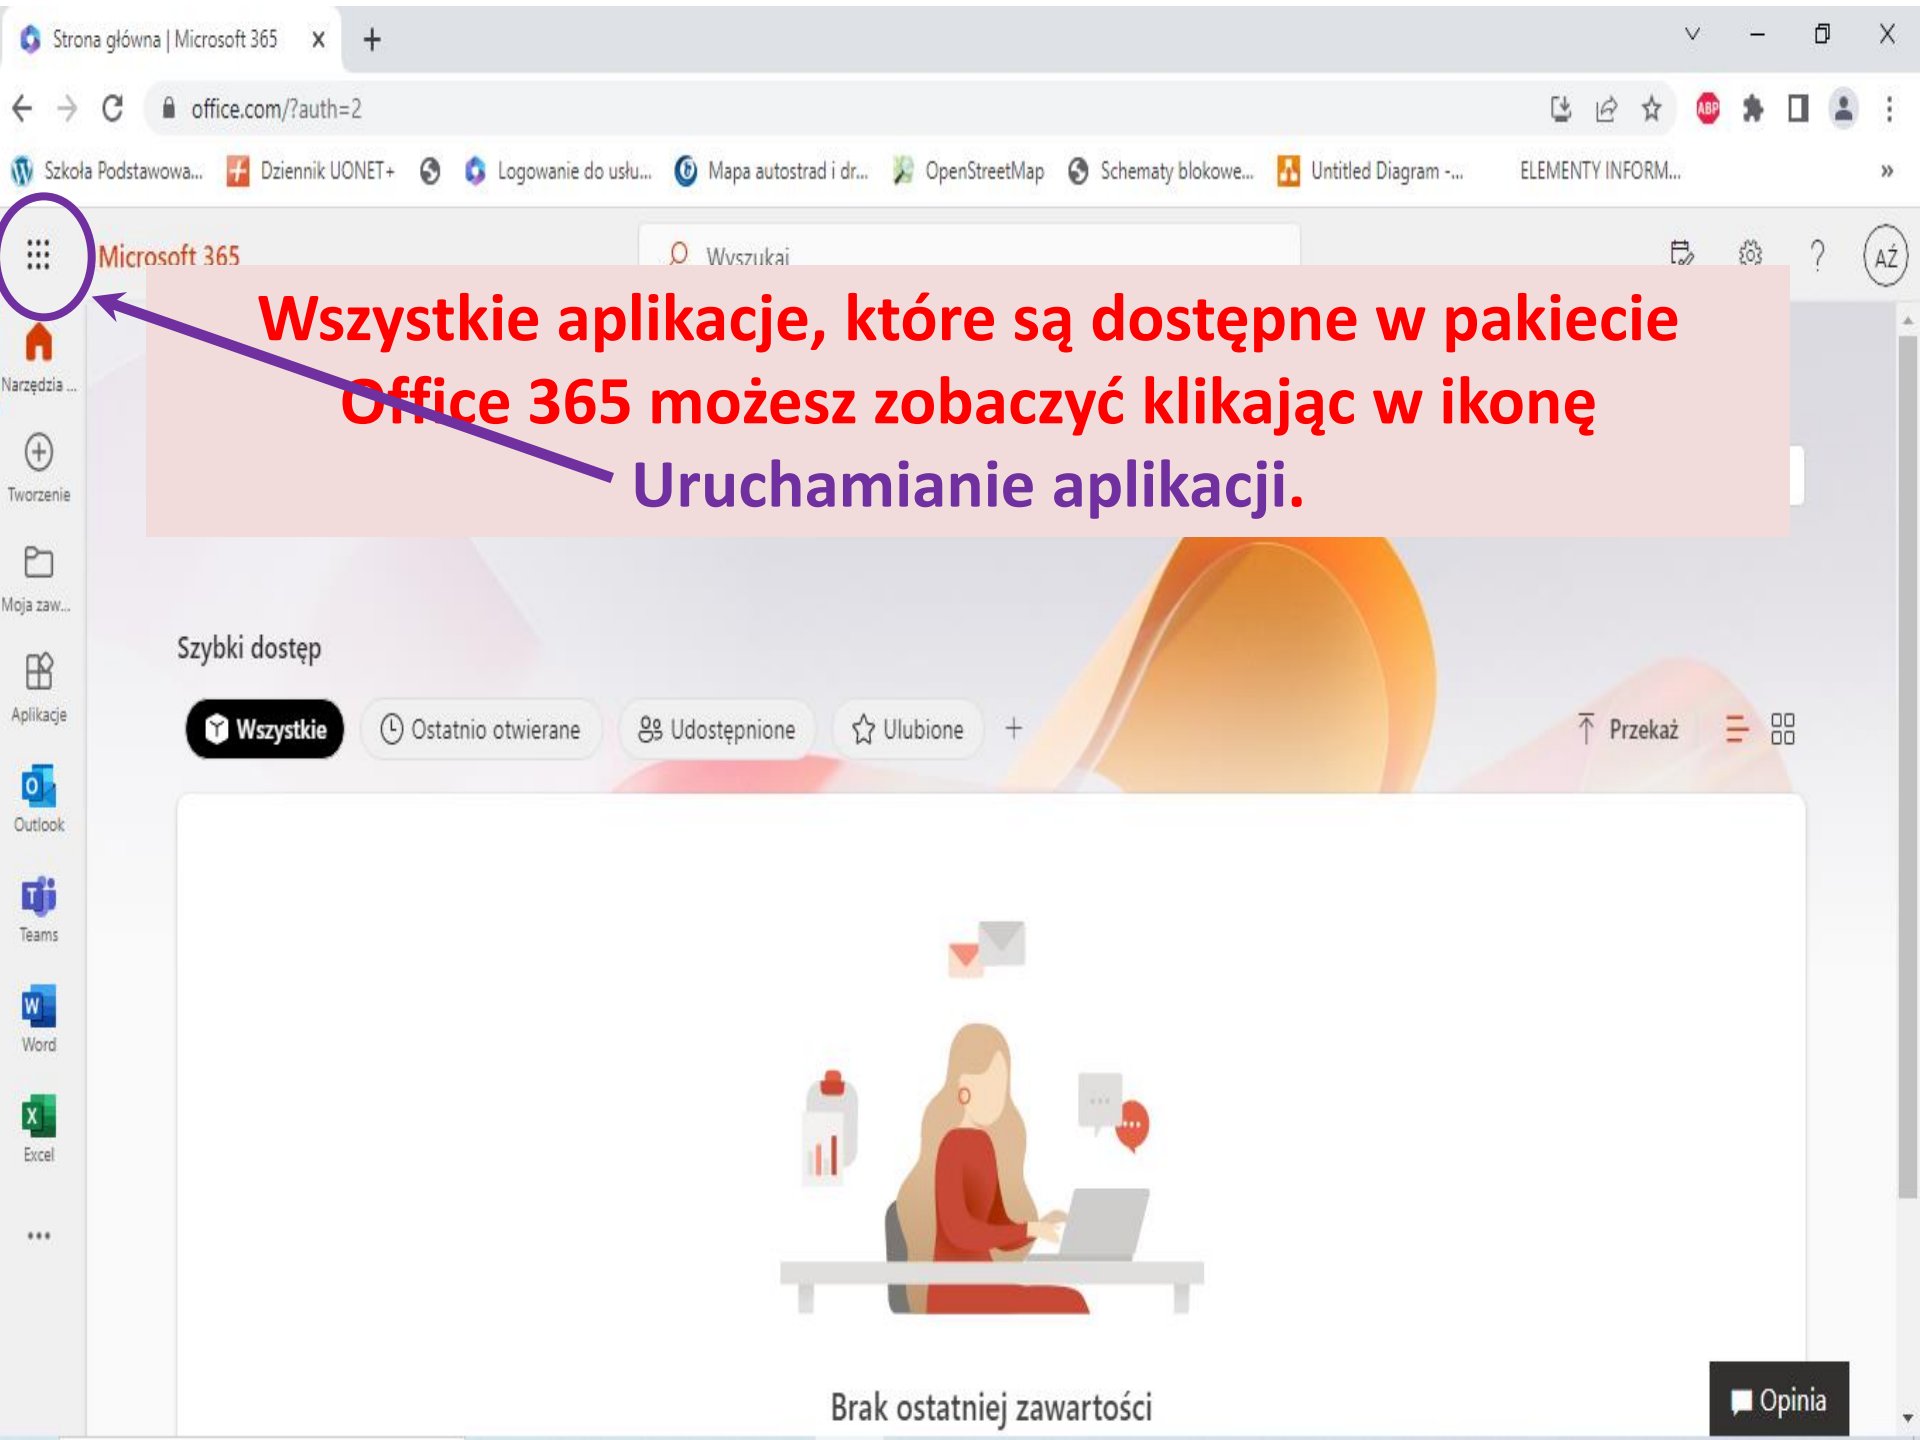 Strona główna | Microsoft 365
office.com/?auth=2
Szkoła Podstawowa... Dziennik UONET+ Logowanie do usłu... Mapa autostrad i dr... OpenStreetMap Schematy blokowe... Untitled Diagram -... ELEMENTY INFORM... »
ABP
Microsoft 365
Wyszukaj
AŹ
Wszystkie aplikacje, które są dostępne w pakiecie
Office 365 możesz zobaczyć klikając w ikonę
Uruchamianie aplikacji.
Narzędzia ...
Tworzenie
Moja zaw...
Aplikacje
Outlook
Teams
Word
Excel
Szybki dostęp
Wszystkie Ostatnio otwierane Udostępnione Ulubione + Przekaż
Brak ostatniej zawartości
Opinia